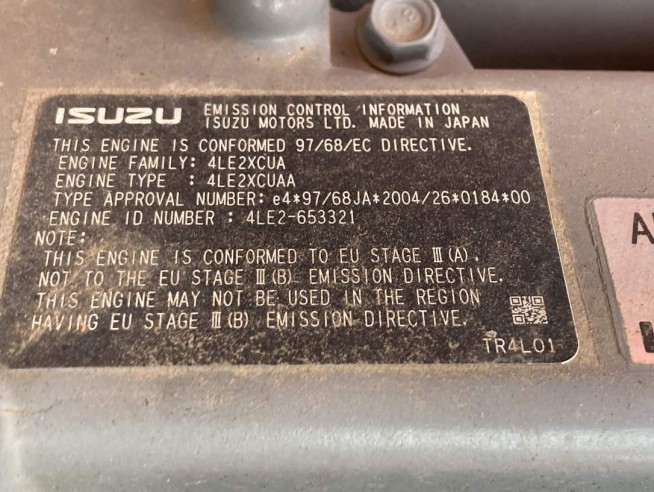 ISUZU EMISSION CONTROL INFORMATION
ISUZU MOTORS LTD. MADE IN JAPAN
THIS ENGINE IS CONFORMED 97/68/EC DIRECTIVE.
ENGINE FAMILY: 4LE2XCUA
ENGINE TYPE : 4LE2XCUAA
TYPE APPROVAL NUMBER: e4*97/68JA*2004/26*0184*00
ENGINE ID NUMBER : 4LE2-653321
NOTE:
THIS ENGINE IS CONFORMED TO EU STAGE Ⅲ(A).
NOT TO THE EU STAGE Ⅲ(B) EMISSION DIRECTIVE.
THIS ENGINE MAY NOT BE USED IN THE REGION
HAVING EU STAGE Ⅲ(B) EMISSION DIRECTIVE.
TR4L01